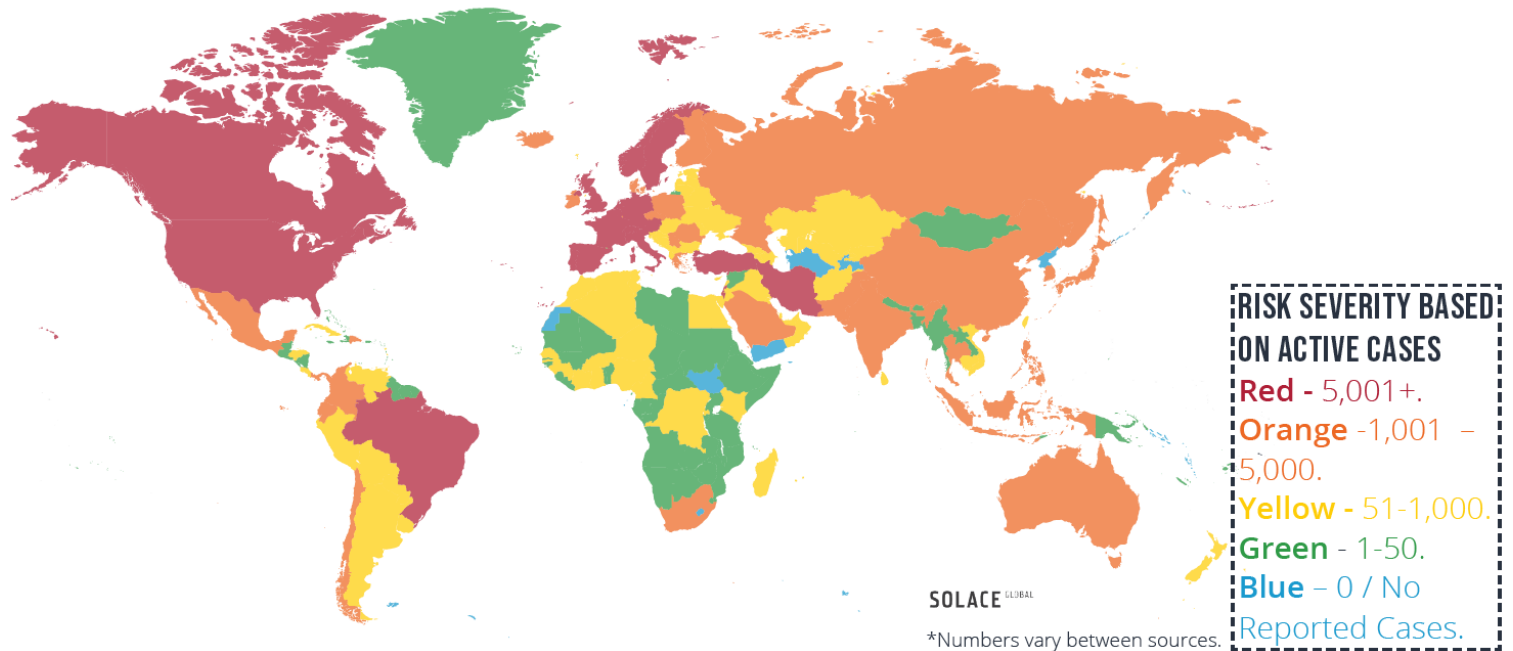 RISK SEVERITY BASED
ON ACTIVE CASES
Red - 5,001+.
Orange -1,001 –
5,000.
Yellow - 51-1,000.
Green - 1-50.
Blue – 0 / No
Reported Cases.
SOLACE GLOBAL
*Numbers vary between sources.